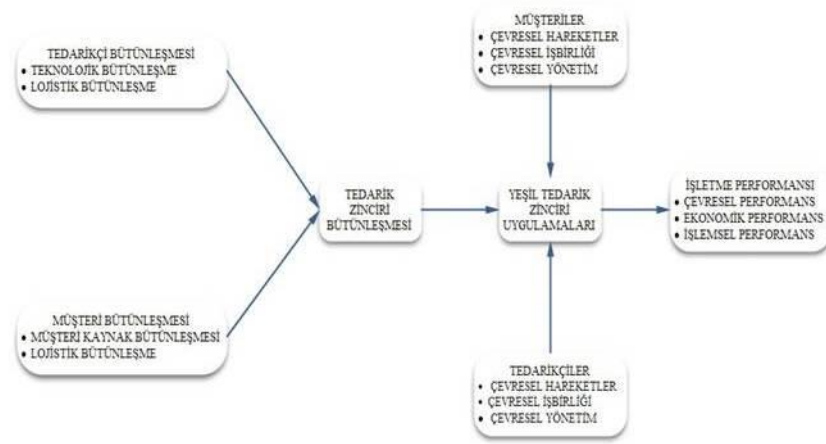 TEDARİKÇİ BÜTÜNLEŞMESİ
• TEKNOLOJİK BÜTÜNLEŞME
• LOJİSTİK BÜTÜNLEŞME
MÜŞTERİ BÜTÜNLEŞMESİ
• MÜŞTERİ KAYNAK BÜTÜNLEŞMESİ
• LOJİSTİK BÜTÜNLEŞME
TEDARİK
ZİNCİRİ
BÜTÜNLEŞMESİ
MÜŞTERİLER
• ÇEVRESEL HAREKETLER
• ÇEVRESEL İŞBİRLİĞİ
• ÇEVRESEL YÖNETİM
YEŞİL TEDARİK
ZİNCİRİ
UYGULAMALARI
TEDARİKÇİLER
• ÇEVRESEL HAREKETLER
• ÇEVRESEL İŞBİRLİĞİ
• ÇEVRESEL YÖNETİM
İŞLETME PERFORMANSI
• ÇEVRESEL PERFORMANS
• EKONOMİK PERFORMANS
• İŞLEMSEL PERFORMANS